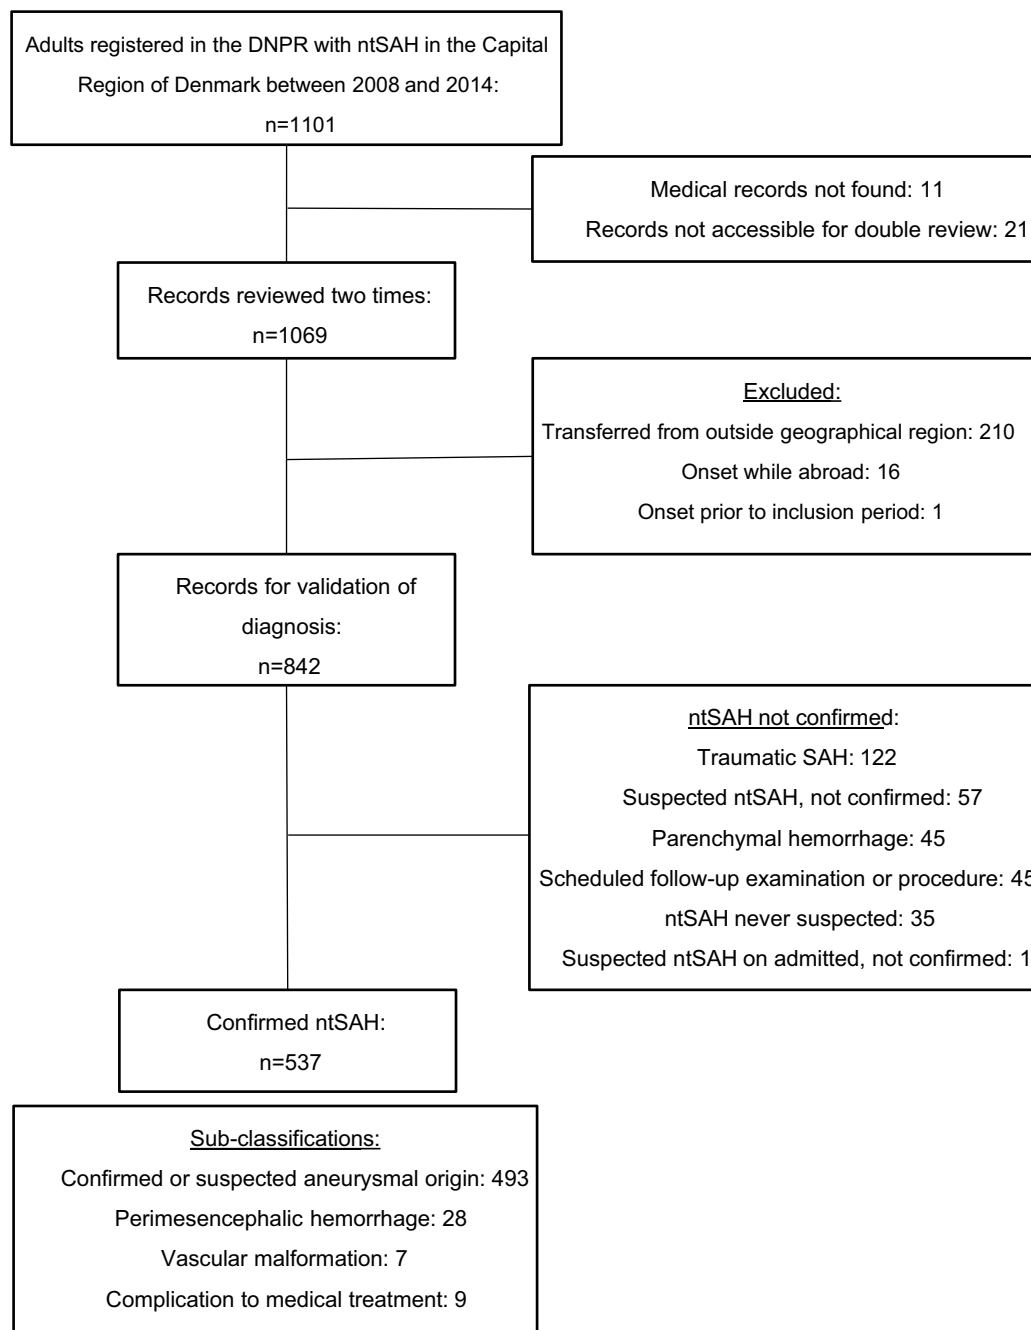 Adults registered in the DNPR with ntSAH in the Capital
Region of Denmark between 2008 and 2014:
n=1101
Medical records not found: 11
Records not accessible for double review: 21
Records reviewed two times:
n=1069
Excluded:
Transferred from outside geographical region: 210
Onset while abroad: 16
Onset prior to inclusion period: 1
Records for validation of
diagnosis:
n=842
ntSAH not confirmed:
Traumatic SAH: 122
Suspected ntSAH, not confirmed: 57
Parenchymal hemorrhage: 45
Scheduled follow-up examination or procedure: 45
ntSAH never suspected: 35
Suspected ntSAH on admitted, not confirmed: 1
Confirmed ntSAH:
n=537
Sub-classifications:
Confirmed or suspected aneurysmal origin: 493
Perimesencephalic hemorrhage: 28
Vascular malformation: 7
Complication to medical treatment: 9